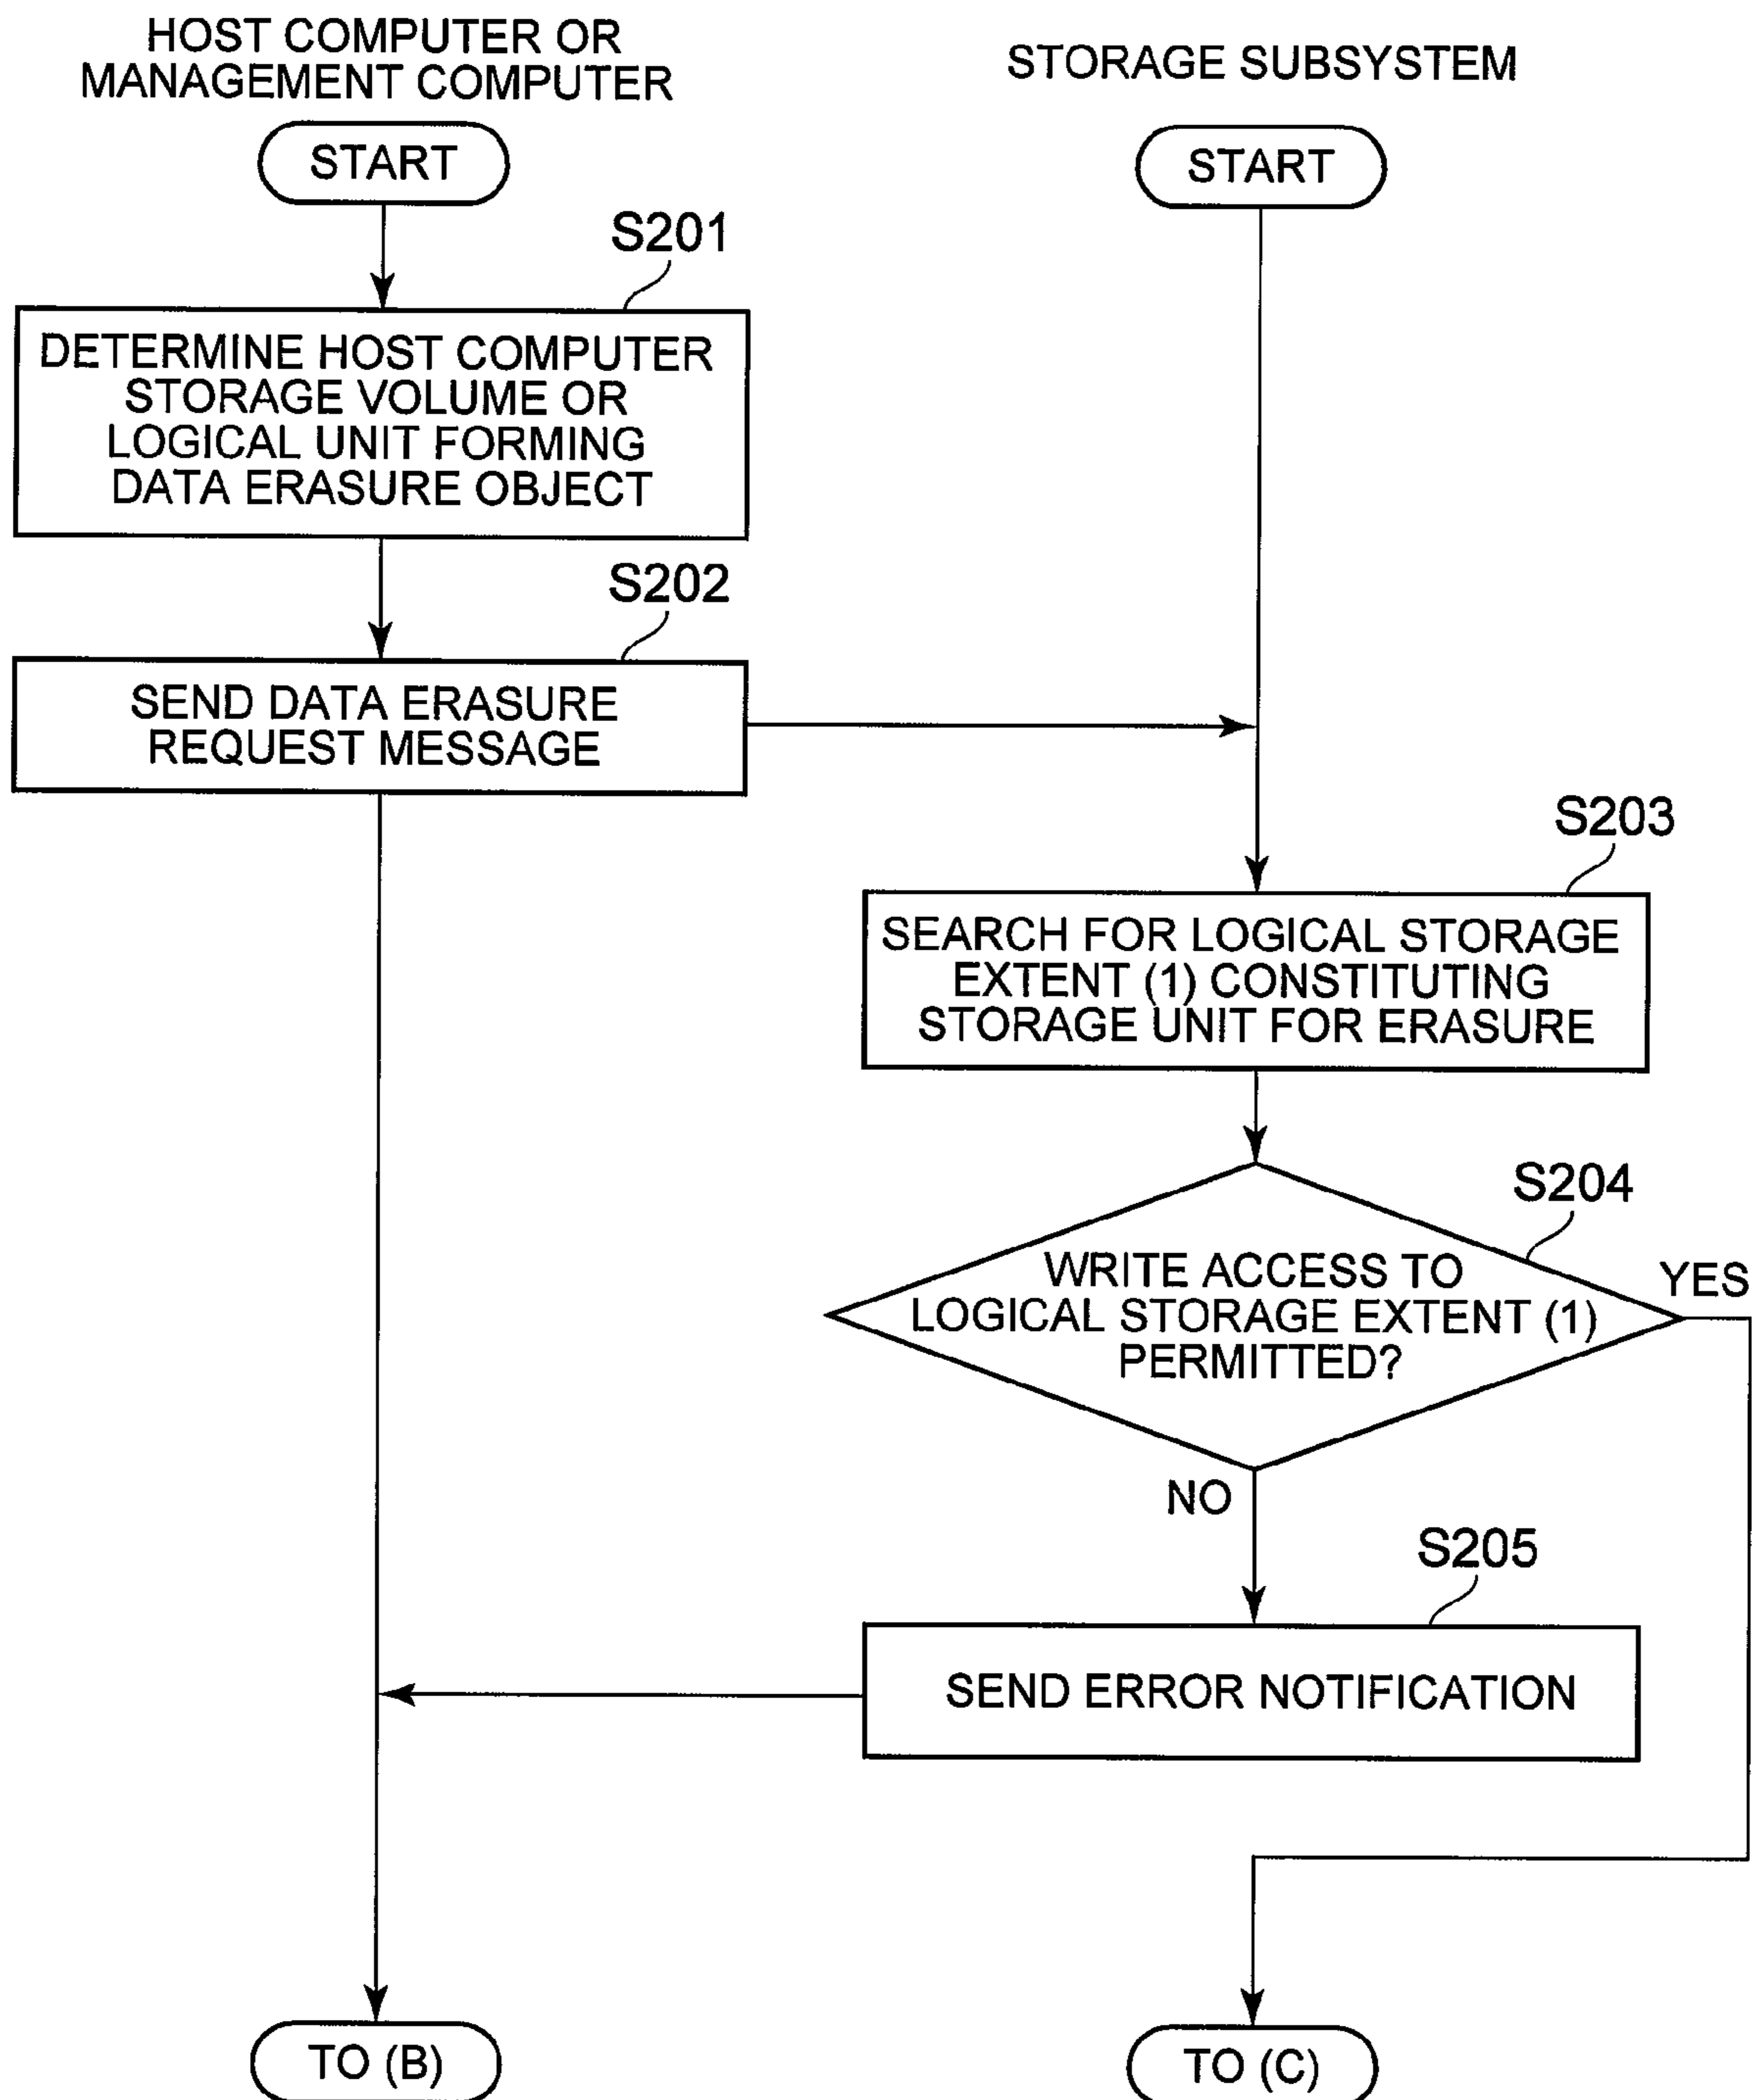 HOST COMPUTER OR
MANAGEMENT COMPUTER
STORAGE SUBSYSTEM
START
START
S201
DETERMINE HOST COMPUTER
STORAGE VOLUME OR
LOGICAL UNIT FORMING
DATA ERASURE OBJECT
S202
SEND DATA ERASURE
REQUEST MESSAGE
S203
SEARCH FOR LOGICAL STORAGE
EXTENT (1) CONSTITUTING
STORAGE UNIT FOR ERASURE
S204
WRITE ACCESS TO
LOGICAL STORAGE EXTENT (1)
PERMITTED?
YES
NO
S205
SEND ERROR NOTIFICATION
TO (B)
TO (C)